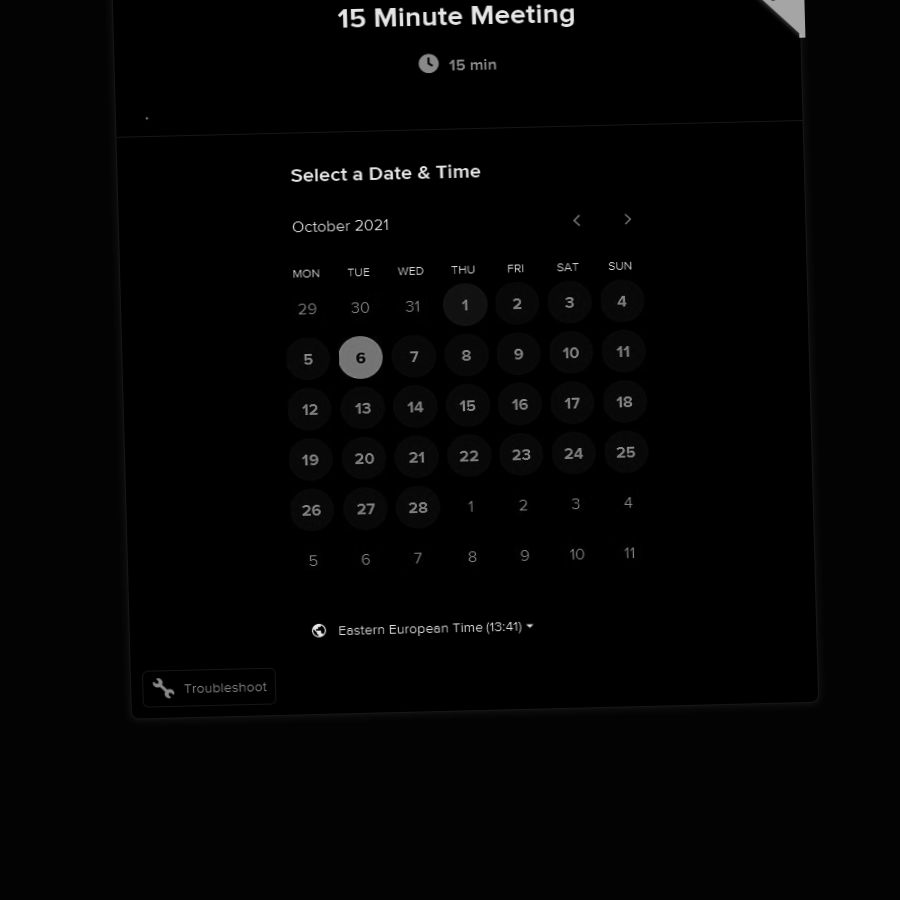 15 Minute Meeting
15 min
Select a Date & Time
October 2021
MON TUE WED THU FRI SAT SUN
29 30 31 1 2 3 4
5 6 7 8 9 10 11
12 13 14 15 16 17 18
19 20 21 22 23 24 25
26 27 28 1 2 3 4
5 6 7 8 9 10 11
Eastern European Time (13:41)
Troubleshoot